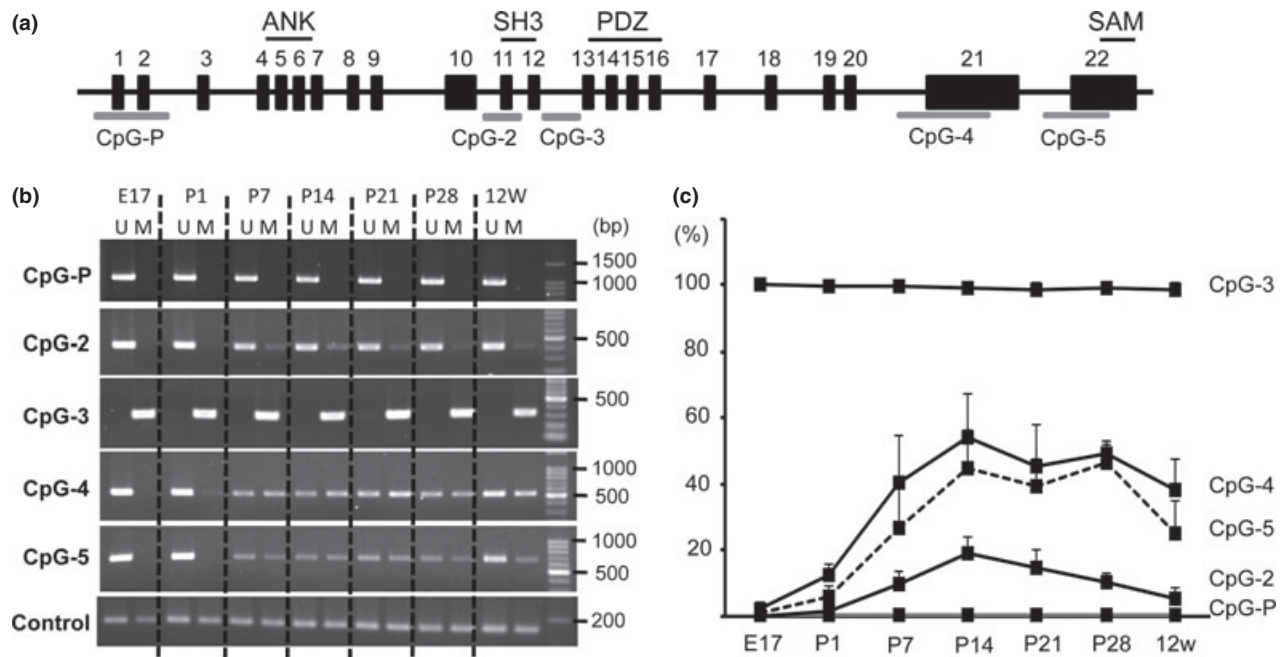 (a)
ANK SH3 PDZ SAM
1 2 3 4 5 6 7 8 9 10 11 12 13 14 15 16 17 18 19 20 21 22
CpG-P CpG-2 CpG-3 CpG-4 CpG-5
(b)
E17 P1 P7 P14 P21 P28 12W
U M U M U M U M U M U M U M (bp)
CpG-P 1500
1000
CpG-2 500
CpG-3 500
CpG-4 1000
500
CpG-5 1000
500
Control 200
(c)
(%)
100 CpG-3
80
60
40 CpG-4
CpG-5
20
CpG-2
CpG-P
E17 P1 P7 P14 P21 P28 12w